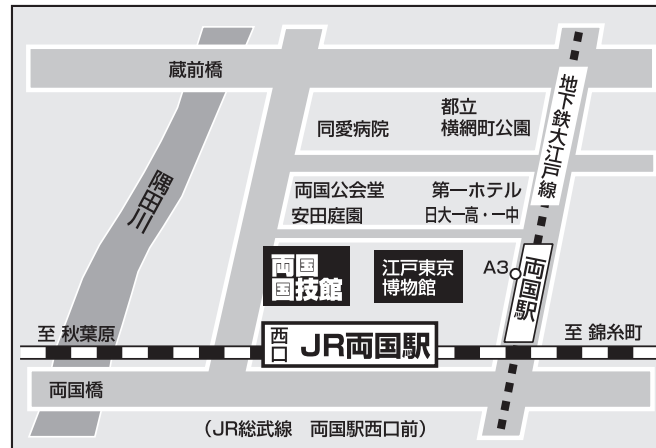 蔵前橋
地下鉄大江戸線
都立
横網町公園
同愛病院
隅田川
両国公会堂
安田庭園
第一ホテル
日大一高・一中
両国
国技館
江戸東京
博物館
A3
両国駅
至 秋葉原
西口
JR両国駅
至 錦糸町
両国橋
(JR総武線 両国駅西口前)